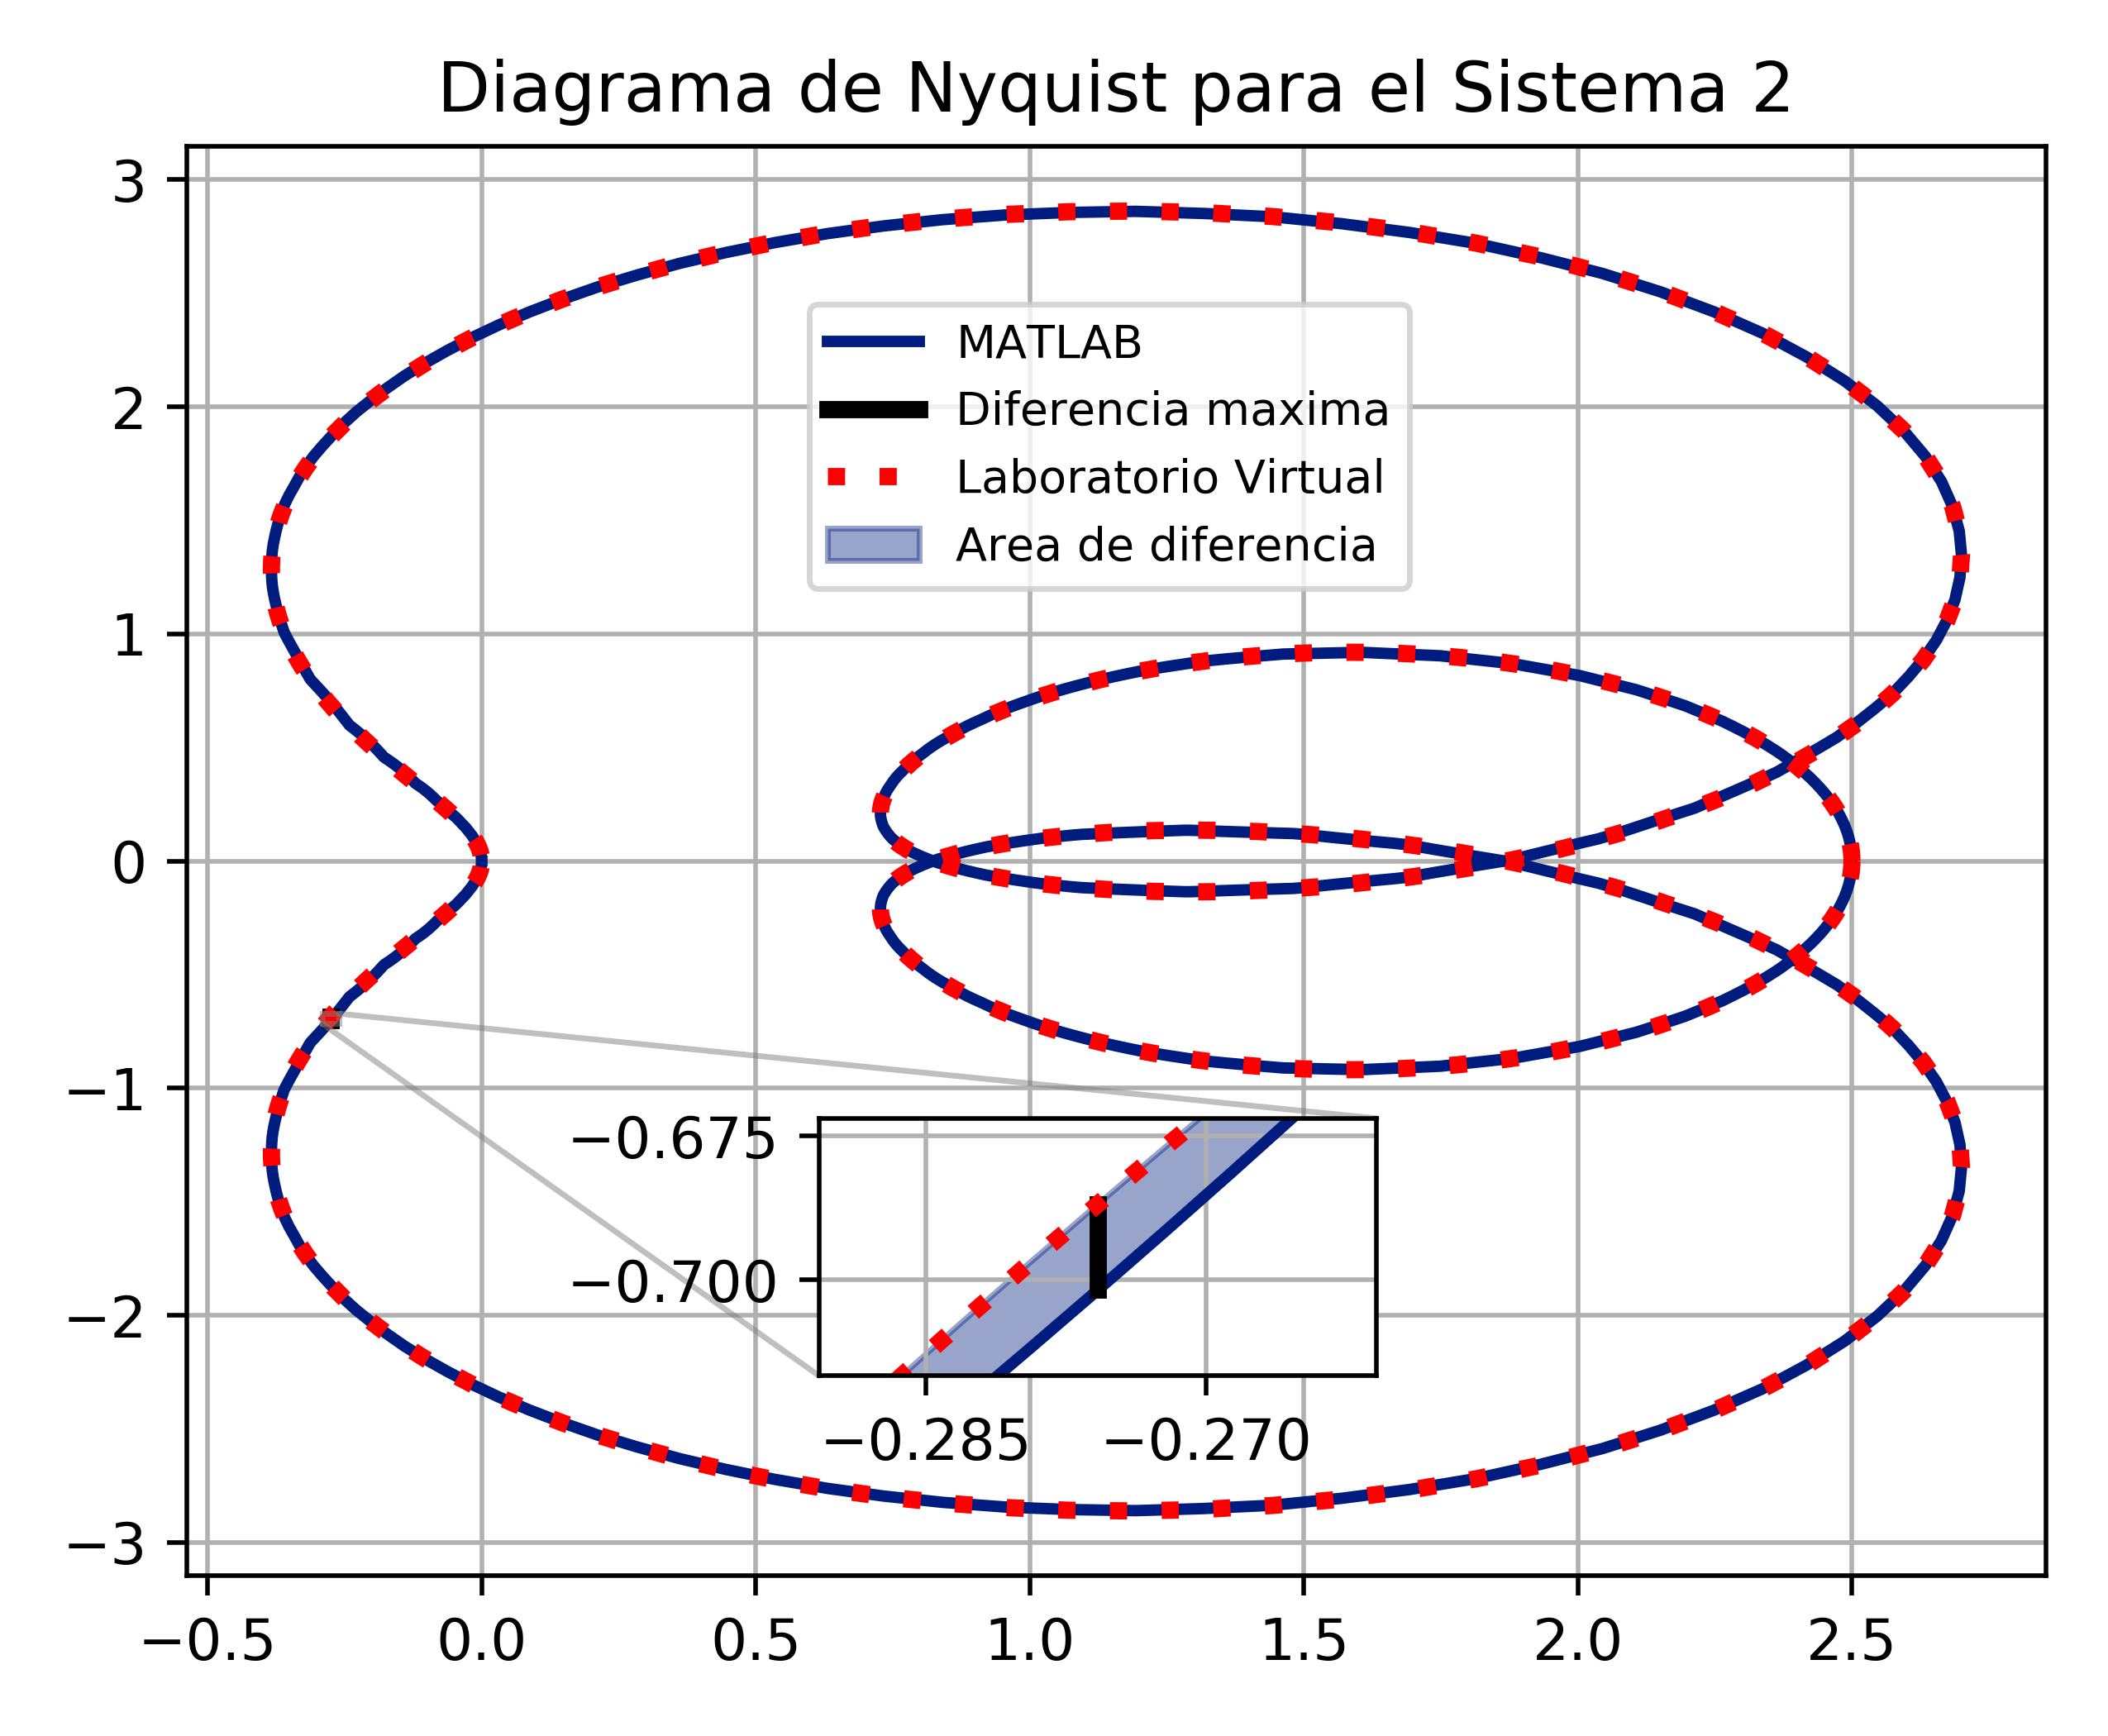 Diagrama de Nyquist para el Sistema 2
3
2
1
0
−1
−2
−3
MATLAB
Diferencia maxima
Laboratorio Virtual
Area de diferencia
−0.675
−0.700
−0.285 −0.270
−0.5 0.0 0.5 1.0 1.5 2.0 2.5